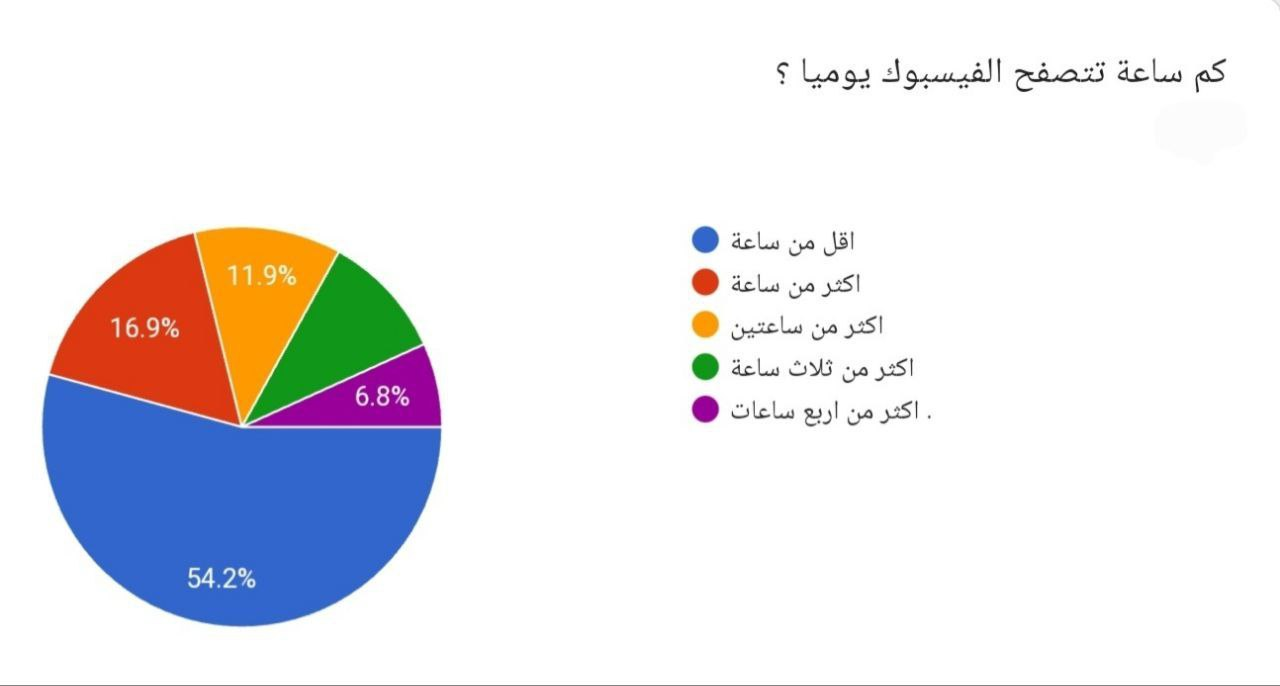 كم ساعة تتصفح الفيسبوك يوميا ؟
اقل من ساعة
اكثر من ساعة
اكثر من ساعتين
اكثر من ثلاث ساعة
اكثر من اربع ساعات .
11.9%
16.9%
6.8%
54.2%